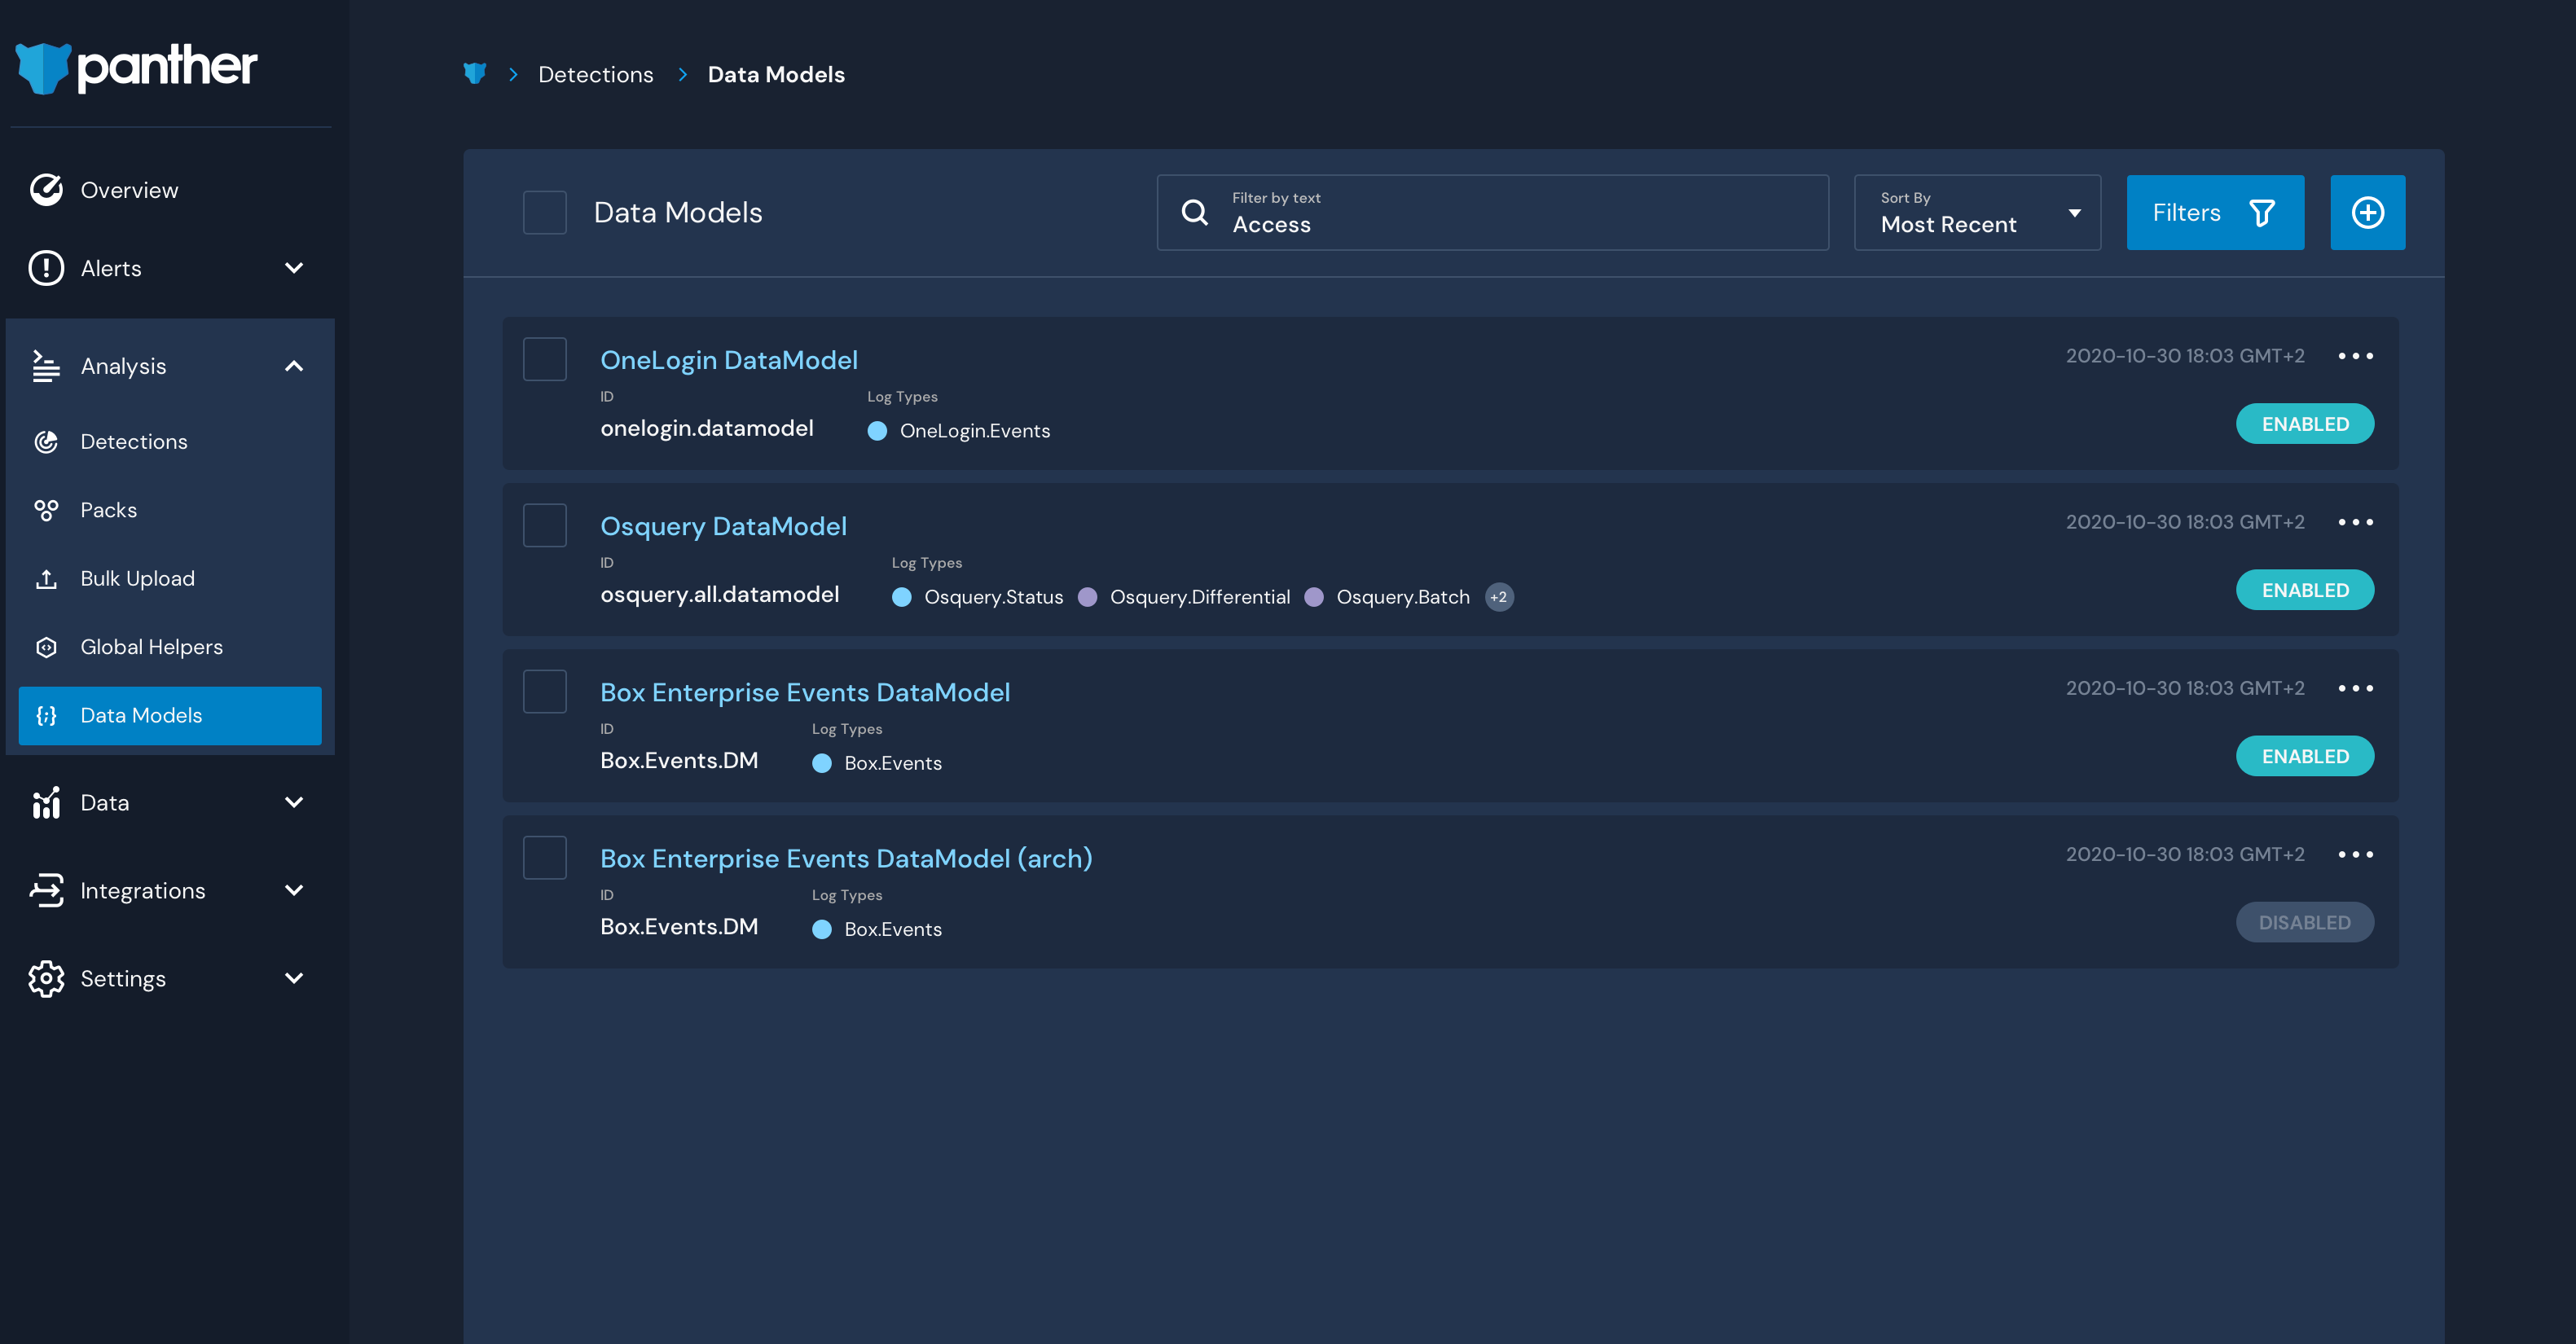 panther
Overview
Alerts
Analysis
Detections
Packs
Bulk Upload
Global Helpers
Data Models
Data
Integrations
Settings
Detections > Data Models
Data Models
Filter by text
Access
Sort By
Most Recent
Filters
OneLogin DataModel
2020-10-30 18:03 GMT+2
ID
Log Types
onelogin.datamodel
OneLogin.Events
ENABLED
Osquery DataModel
2020-10-30 18:03 GMT+2
ID
Log Types
osquery.all.datamodel
Osquery.Status Osquery.Differential Osquery.Batch +2
ENABLED
Box Enterprise Events DataModel
2020-10-30 18:03 GMT+2
ID
Log Types
Box.Events.DM
Box.Events
ENABLED
Box Enterprise Events DataModel (arch)
2020-10-30 18:03 GMT+2
ID
Log Types
Box.Events.DM
Box.Events
DISABLED